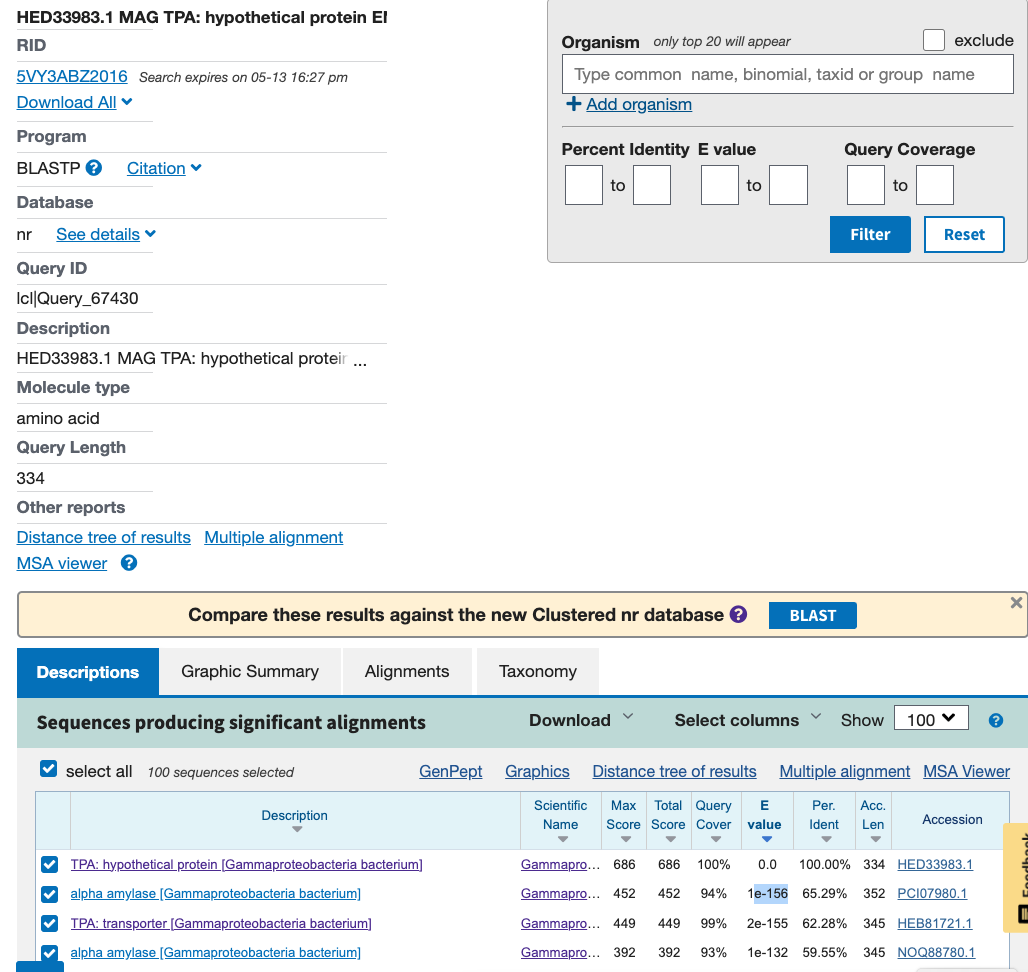 HED33983.1 MAG TPA: hypothetical protein
RID
5VY3ABZ2016 Search expires on 05-13 16:27 pm
Download All
Program
BLASTP Citation
Database
nr See details
Query ID
lcl|Query_67430
Description
HED33983.1 MAG TPA: hypothetical protein ...
Molecule type
amino acid
Query Length
334
Other reports
Distance tree of results Multiple alignment
MSA viewer
Organism only top 20 will appear exclude
Type common name, binomial, taxid or group name
+ Add organism
Percent Identity E value Query Coverage
to to to
Filter Reset
Compare these results against the new Clustered nr database BLAST
Descriptions Graphic Summary Alignments Taxonomy
Sequences producing significant alignments Download Select columns Show 100
select all 100 sequences selected GenPept Graphics Distance tree of results Multiple alignment MSA Viewer
Description Scientific Name Max Score Total Score Query Cover E value Per. Ident Acc. Len Accession
TPA: hypothetical protein [Gammaproteobacteria bacterium] Gammapro... 686 686 100% 0.0 100.00% 334 HED33983.1
alpha amylase [Gammaproteobacteria bacterium] Gammapro... 452 452 94% 1e-156 65.29% 352 PCI07980.1
TPA: transporter [Gammaproteobacteria bacterium] Gammapro... 449 449 99% 2e-155 62.28% 345 HEB81721.1
alpha amylase [Gammaproteobacteria bacterium] Gammapro... 392 392 93% 1e-132 59.55% 345 NOQ88780.1